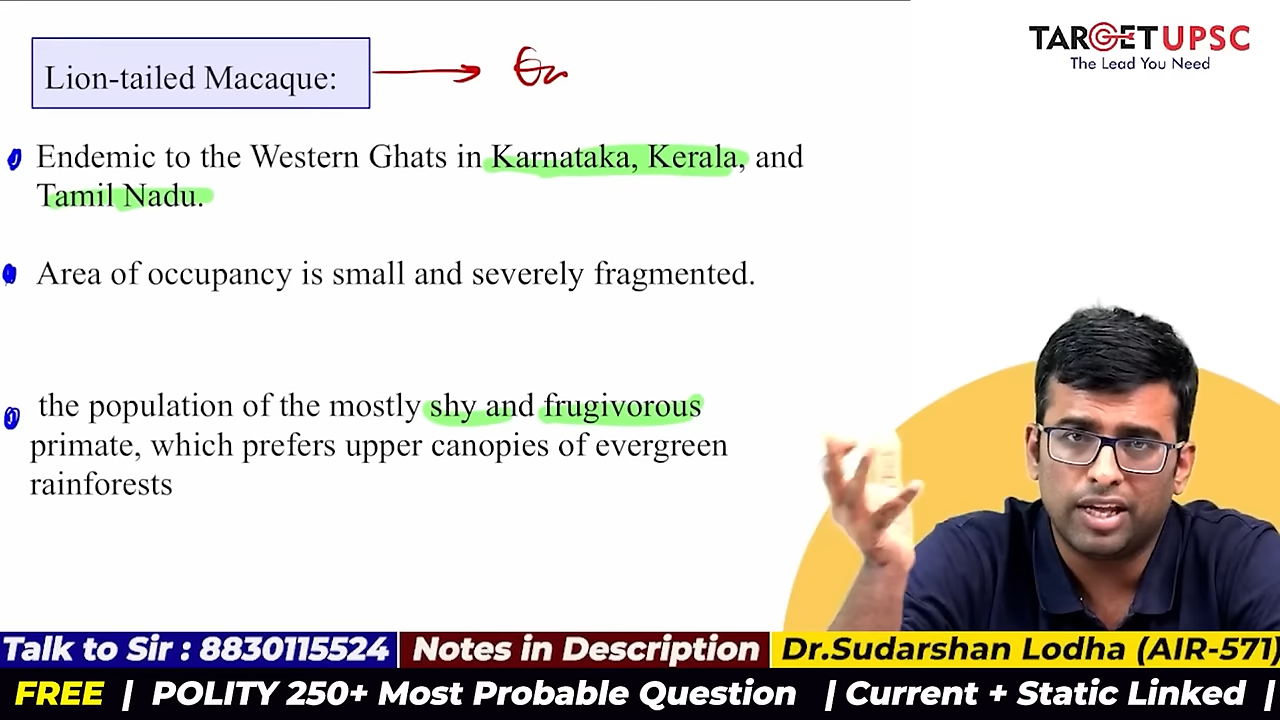 TARGETUPSC
The Lead You Need
Lion-tailed Macaque:
Endemic to the Western Ghats in Karnataka, Kerala, and
Tamil Nadu.
Area of occupancy is small and severely fragmented.
the population of the mostly shy and frugivorous
primate, which prefers upper canopies of evergreen
rainforests
Talk to Sir : 8830115524 Notes in Description Dr.Sudarshan Lodha (AIR-571)
FREE | POLITY 250+ Most Probable Question | Current + Static Linked |